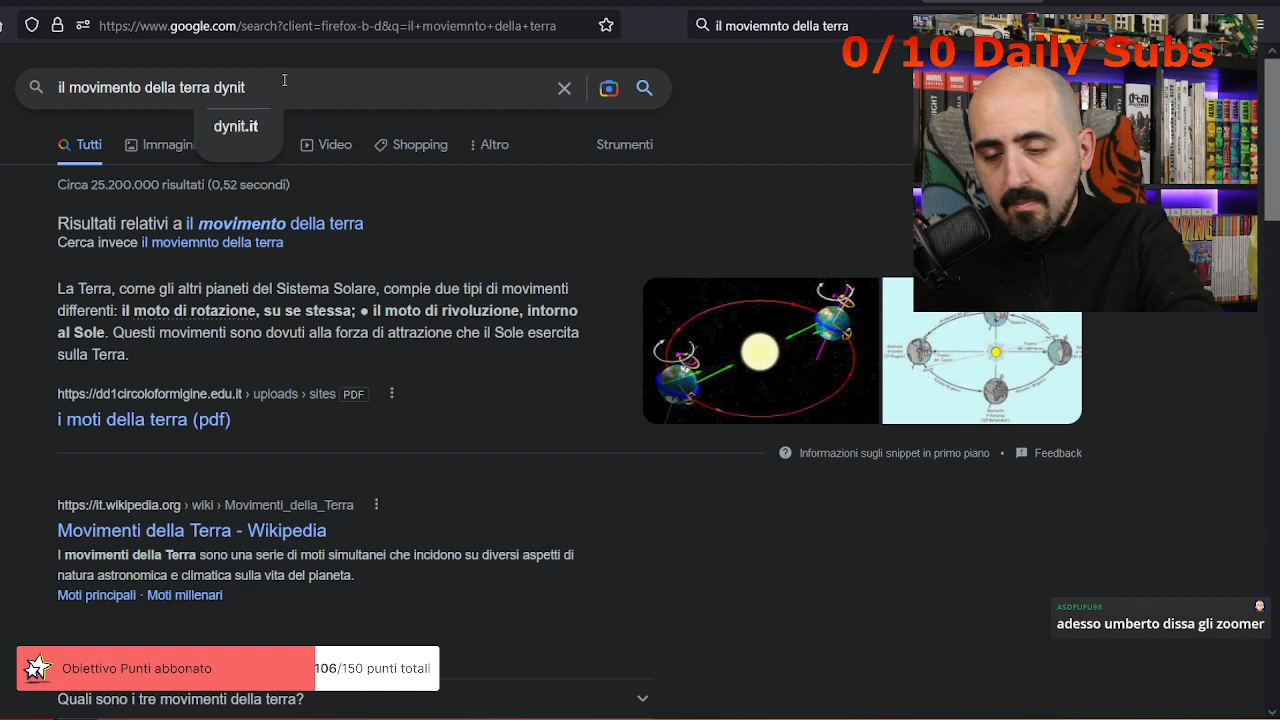 https://www.google.com/search?client=firefox-b-d&q=il+moviemnto+della+terra
il moviemnto della terra
0/10 Daily Subs
il movimento della terra dynit
dynit.it
Tutti
Immagin
Video
Shopping
Altro
Strumenti
Circa 25.200.000 risultati (0,52 secondi)
Risultati relativi a il movimento della terra
Cerca invece il moviemnto della terra
La Terra, come gli altri pianeti del Sistema Solare, compie due tipi di movimenti
differenti: il moto di rotazione, su se stessa; ● il moto di rivoluzione, intorno
al Sole. Questi movimenti sono dovuti alla forza di attrazione che il Sole esercita
sulla Terra.
https://dd1circoloformigine.edu.it › uploads › sites PDF
i moti della terra (pdf)
Informazioni sugli snippet in primo piano • Feedback
https://it.wikipedia.org › wiki › Movimenti_della_Terra
Movimenti della Terra - Wikipedia
I movimenti della Terra sono una serie di moti simultanei che incidono su diversi aspetti di
natura astronomica e climatica sulla vita del pianeta.
Moti principali · Moti millenari
ASDPUPU98
adesso umberto dissa gli zoomer
Obiettivo Punti abbonato
106/150 punti totali
Quali sono i tre movimenti della terra?